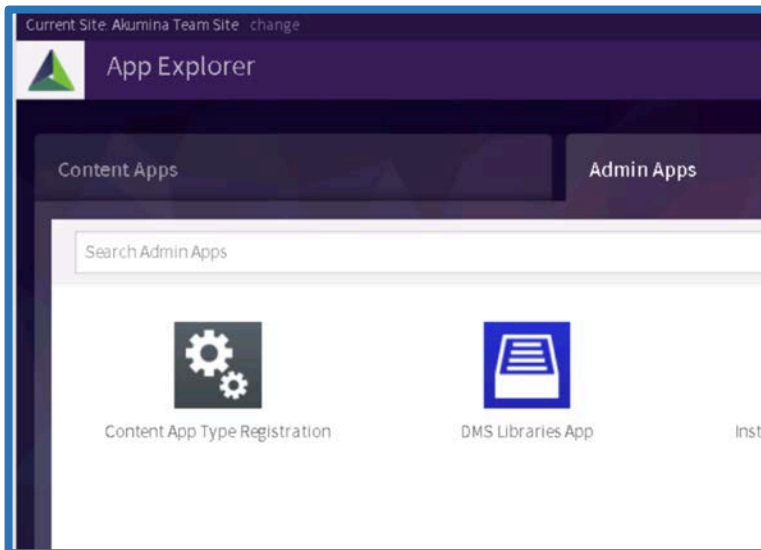 Current Site: Akumina Team Site change
App Explorer
Content Apps
Admin Apps
Search Admin Apps
Content App Type Registration
DMS Libraries App
Inst